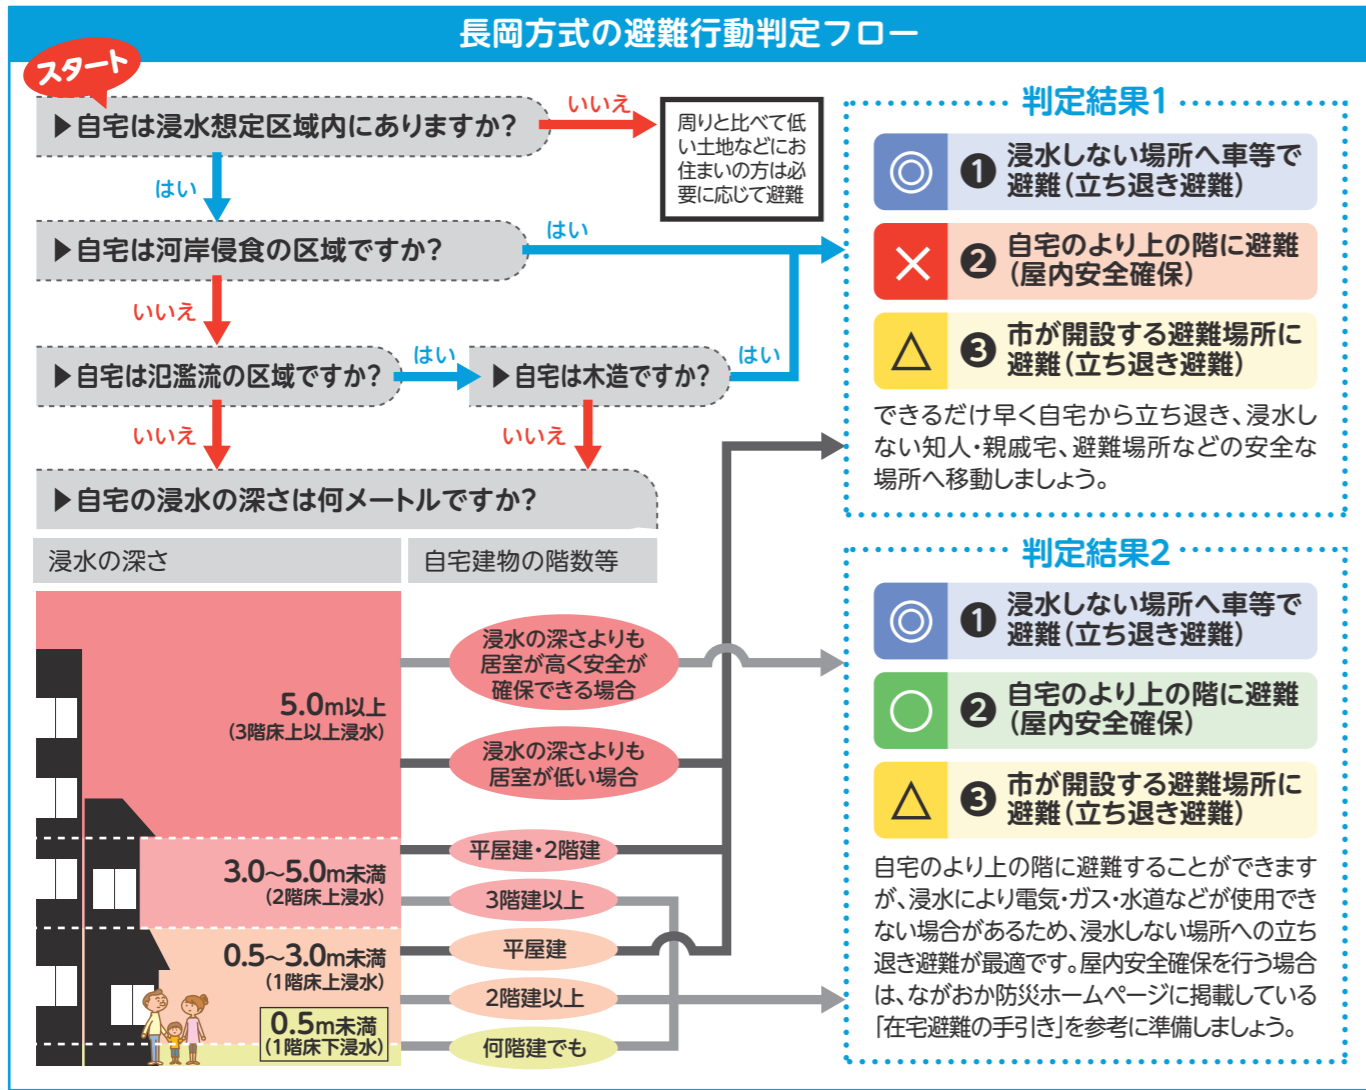 長岡方式の避難行動判定フロー
スタート
▶自宅は浸水想定区域内にありますか?
いいえ
周りと比べて低
い土地などにお
住まいの方は必
要に応じて避難
はい
▶自宅は河岸侵食の区域ですか?
はい
いいえ
▶自宅は氾濫流の区域ですか?
はい
▶自宅は木造ですか?
はい
いいえ
いいえ
▶自宅の浸水の深さは何メートルですか?
浸水の深さ
自宅建物の階数等
5.0m以上
(3階床上以上浸水)
浸水の深さよりも
居室が高く安全が
確保できる場合
浸水の深さよりも
居室が低い場合
3.0～5.0m未満
(2階床上浸水)
平屋建・2階建
3階建以上
0.5～3.0m未満
(1階床上浸水)
平屋建
2階建以上
0.5m未満
(1階床下浸水)
何階建でも
判定結果1
◎ ❶ 浸水しない場所へ車等で
避難(立ち退き避難)
× ❷ 自宅のより上の階に避難
(屋内安全確保)
△ ❸ 市が開設する避難場所に
避難(立ち退き避難)
できるだけ早く自宅から立ち退き、浸水し
ない知人・親戚宅、避難場所などの安全な
場所へ移動しましょう。
判定結果2
◎ ❶ 浸水しない場所へ車等で
避難(立ち退き避難)
○ ❷ 自宅のより上の階に避難
(屋内安全確保)
△ ❸ 市が開設する避難場所に
避難(立ち退き避難)
自宅のより上の階に避難することができます
が、浸水により電気・ガス・水道などが使用でき
ない場合があるため、浸水しない場所への立ち
退き避難が最適です。屋内安全確保を行う場合
は、ながおか防災ホームページに掲載している
「在宅避難の手引き」を参考に準備しましょう。